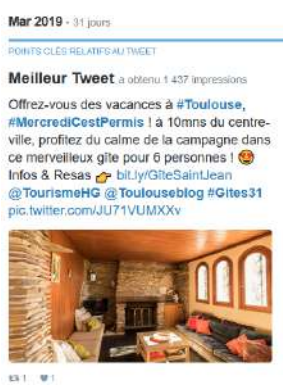 Mar 2019 • 31 jours
POINTS CLÉS RELATIFS AU TWEET
Meilleur Tweet a obtenu 1 437 impressions
Offrez-vous des vacances à #Toulouse,
#MercrediCestPermis ! à 10mns du centre-
ville, profitez du calme de la campagne dans
ce merveilleux gîte pour 6 personnes ! 😍
Infos & Resas 👉 bit.ly/GîteSaintJean
@TourismeHG @Toulouseblog #Gites31
pic.twitter.com/JU71VUMXXv
1 1